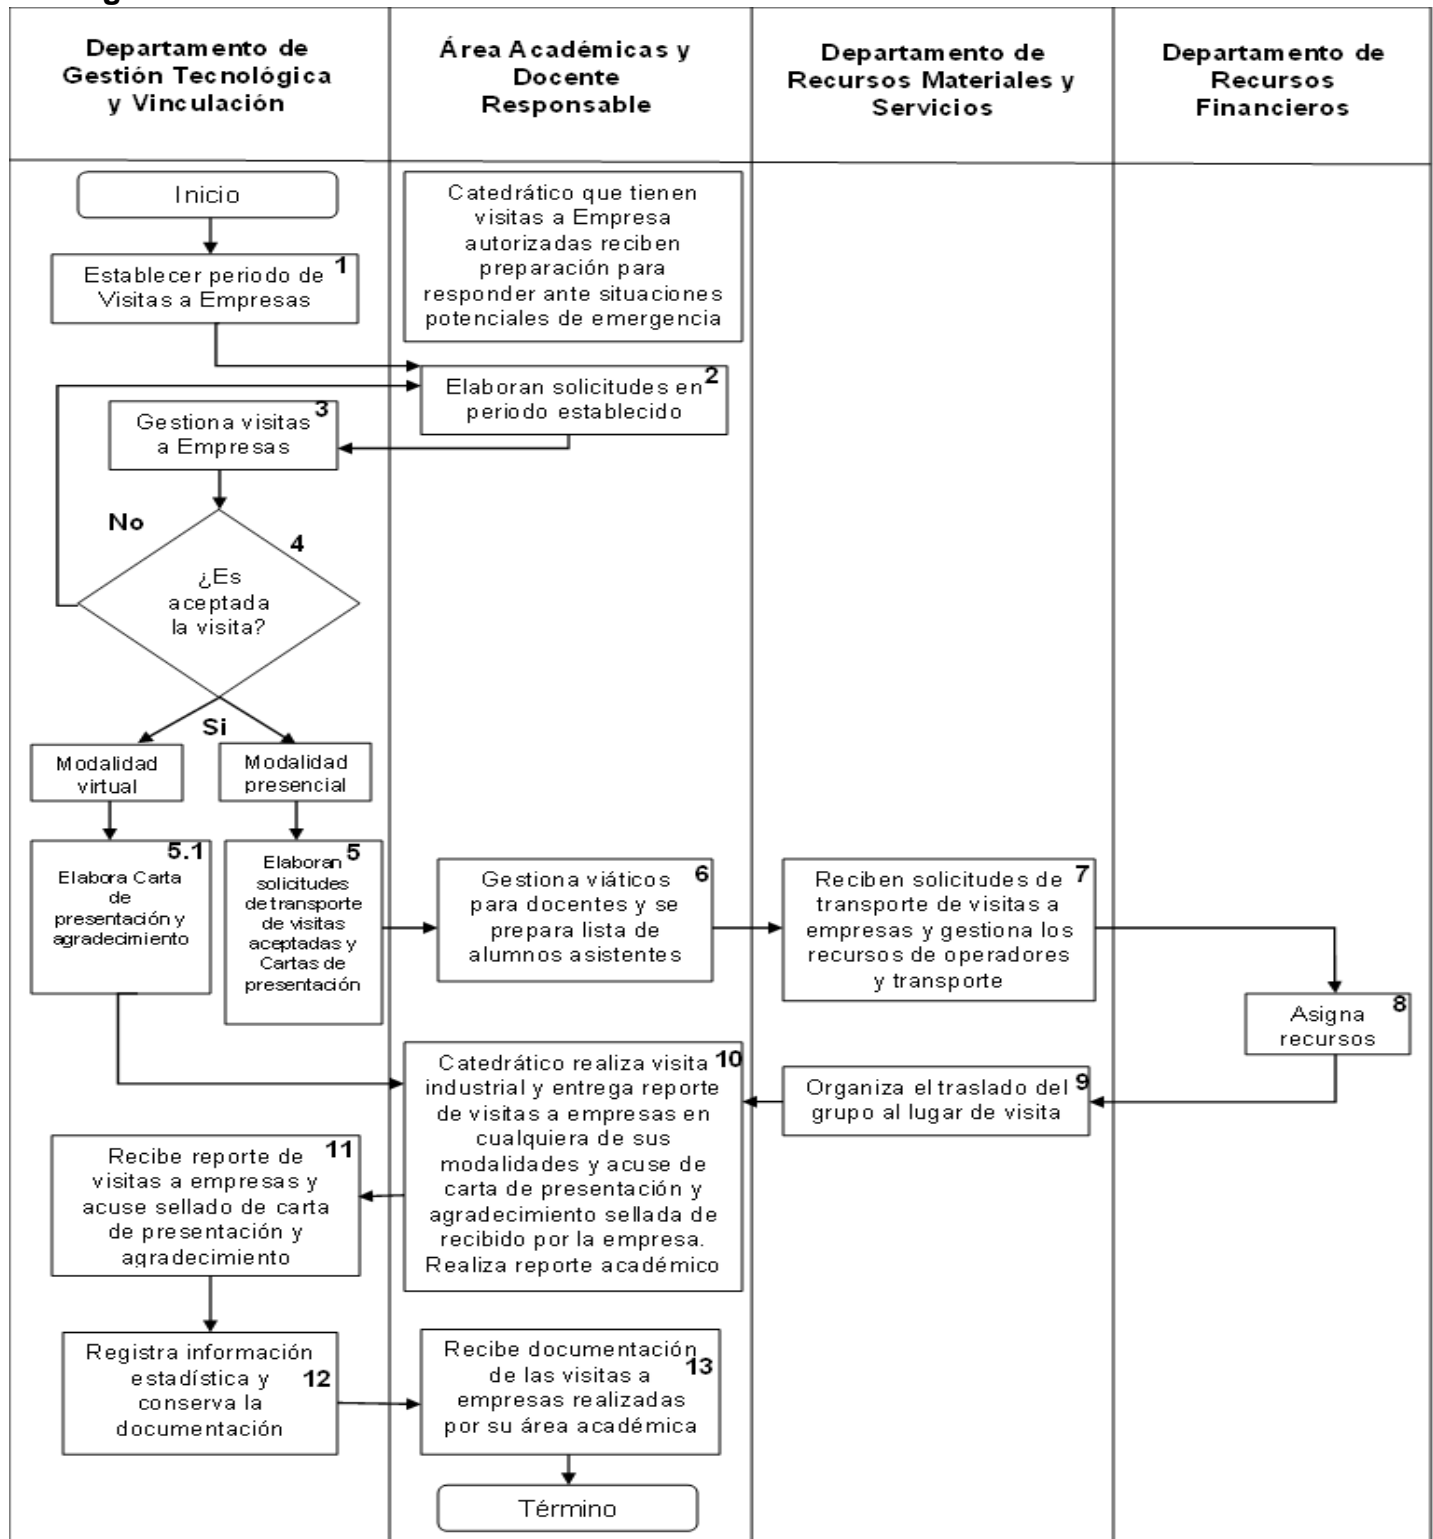 Departamento de
Gestión Tecnológica
y Vinculación
Área Académicas y
Docente
Responsable
Departamento de
Recursos Materiales y
Servicios
Departamento de
Recursos
Financieros
Inicio
Catedrático que tienen
visitas a Empresa
autorizadas reciben
preparación para
responder ante situaciones
potenciales de emergencia
1
Establecer periodo de
Visitas a Empresas
2
Elaboran solicitudes en
periodo establecido
3
Gestiona visitas
a Empresas
No
4
¿Es
aceptada
la visita?
Si
Modalidad
virtual
Modalidad
presencial
5.1
Elabora Carta
de
presentación y
agradecimiento
5
Elaboran
solicitudes
de transporte
de visitas
aceptadas y
Cartas de
presentación
6
Gestiona viáticos
para docentes y se
prepara lista de
alumnos asistentes
7
Reciben solicitudes de
transporte de visitas a
empresas y gestiona los
recursos de operadores
y transporte
8
Asigna
recursos
9
Organiza el traslado del
grupo al lugar de visita
10
Catedrático realiza visita
industrial y entrega reporte
de visitas a empresas en
cualquiera de sus
modalidades y acuse de
carta de presentación y
agradecimiento sellada de
recibido por la empresa.
Realiza reporte académico
11
Recibe reporte de
visitas a empresas y
acuse sellado de carta
de presentación y
agradecimiento
12
Registra información
estadística y
conserva la
documentación
13
Recibe documentación
de las visitas a
empresas realizadas
por su área académica
Término